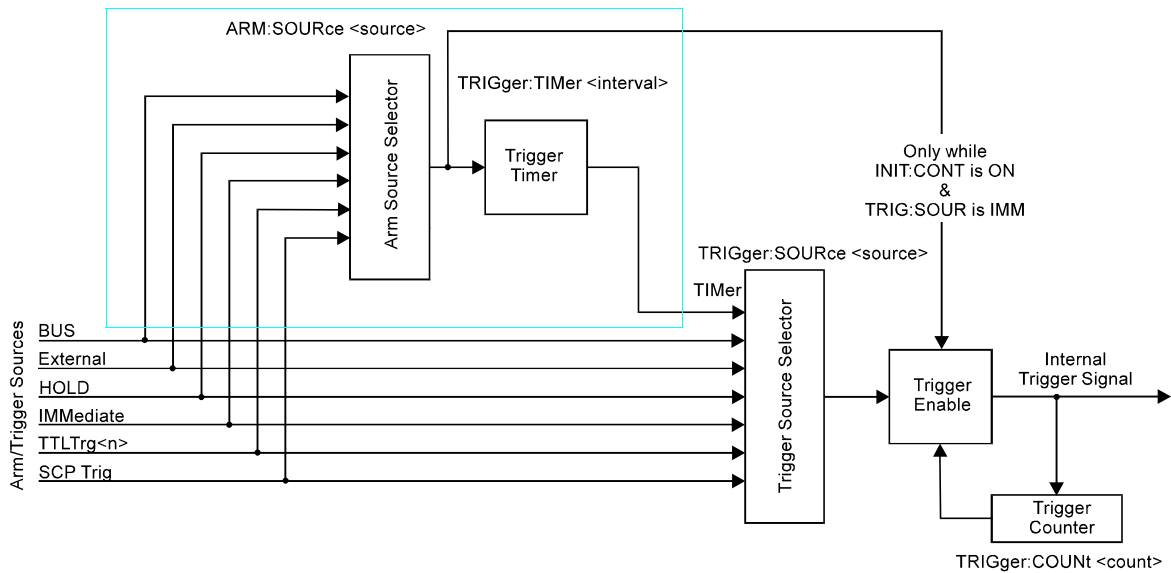 ARM:SOURce <source>
TRIGger:TIMer <interval>
Arm Source Selector
Trigger
Timer
Only while
INIT:CONT is ON
&
TRIG:SOUR is IMM
TRIGger:SOURce <source>
TIMer
Arm/Trigger Sources
BUS
External
HOLD
IMMediate
TTLTrg<n>
SCP Trig
Trigger Source Selector
Trigger
Enable
Internal
Trigger Signal
Trigger
Counter
TRIGger:COUNt <count>